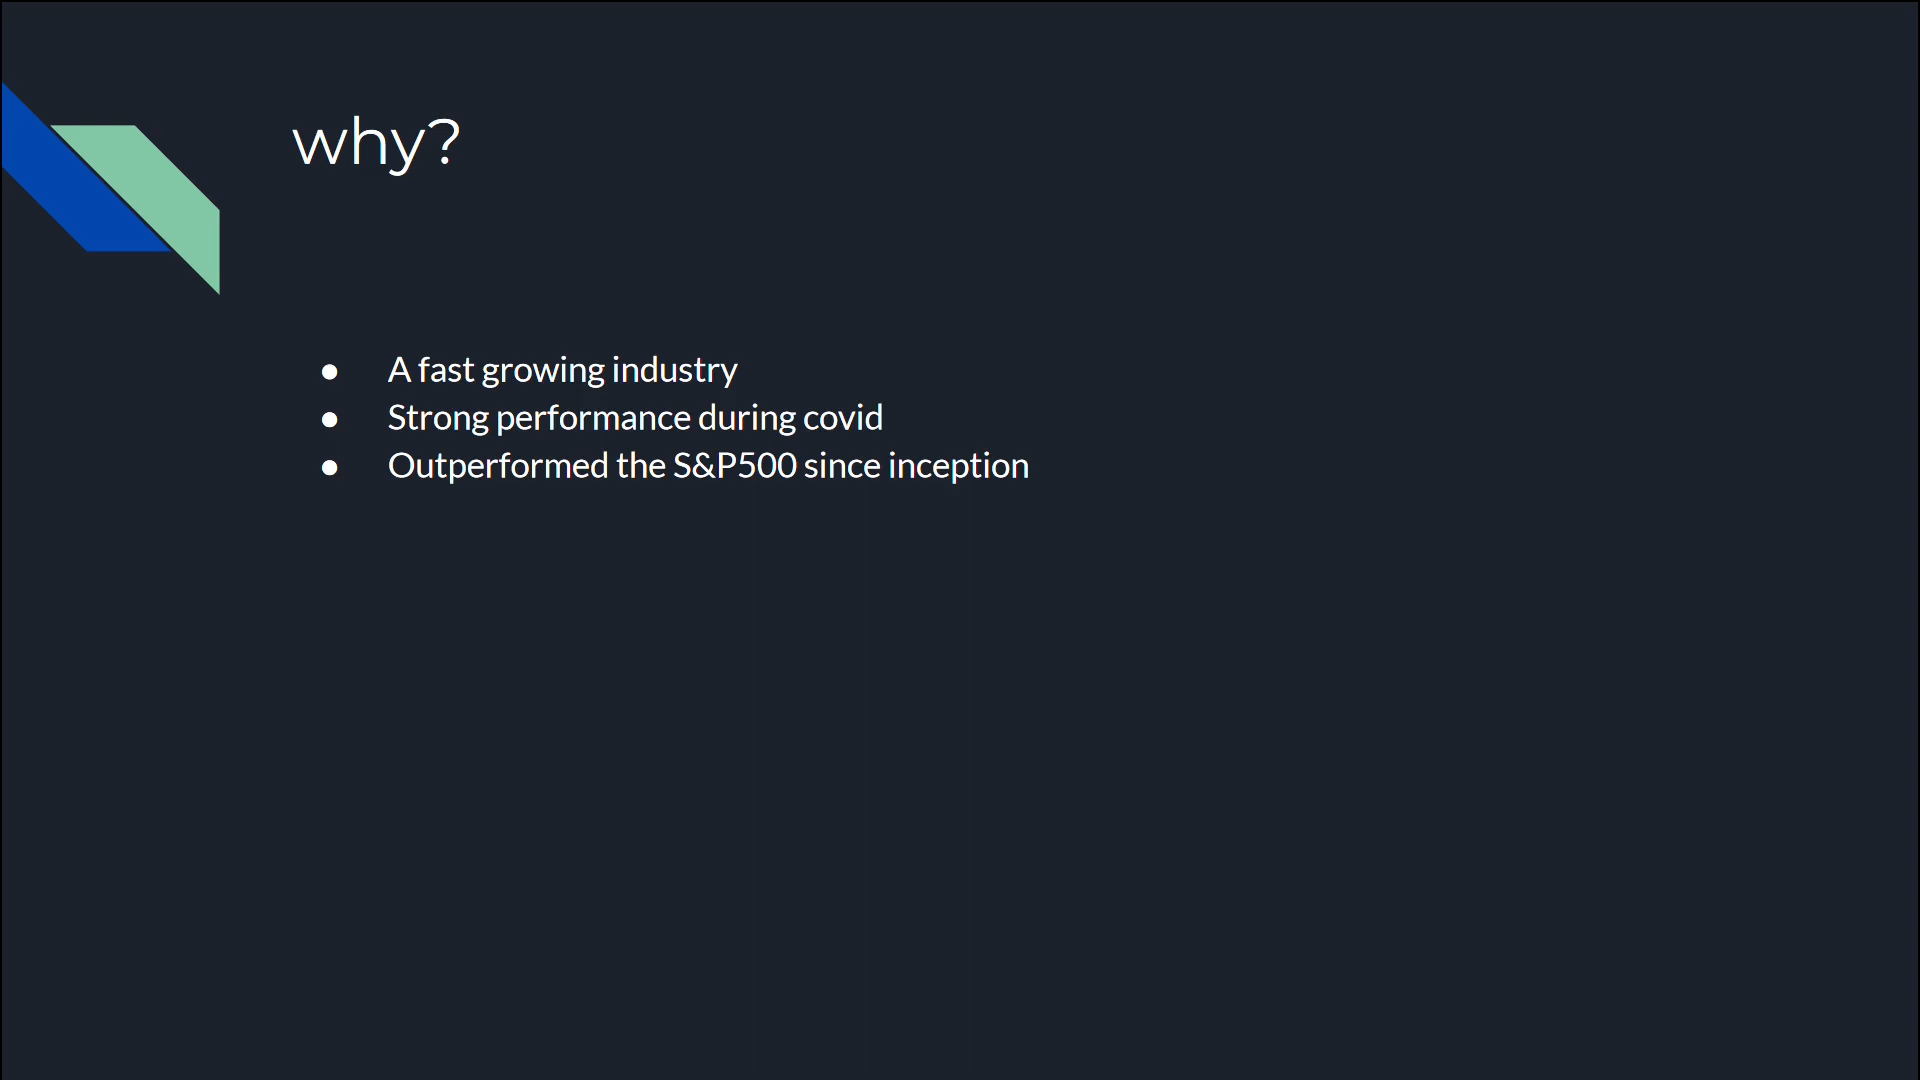 why?
● A fast growing industry
● Strong performance during covid
● Outperformed the S&P500 since inception